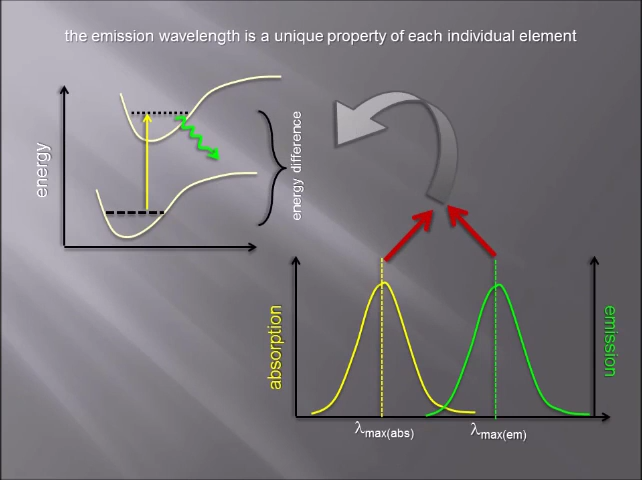 the emission wavelength is a unique property of each individual element
energy
energy difference
absorption
emission
λmax(abs)
λmax(em)